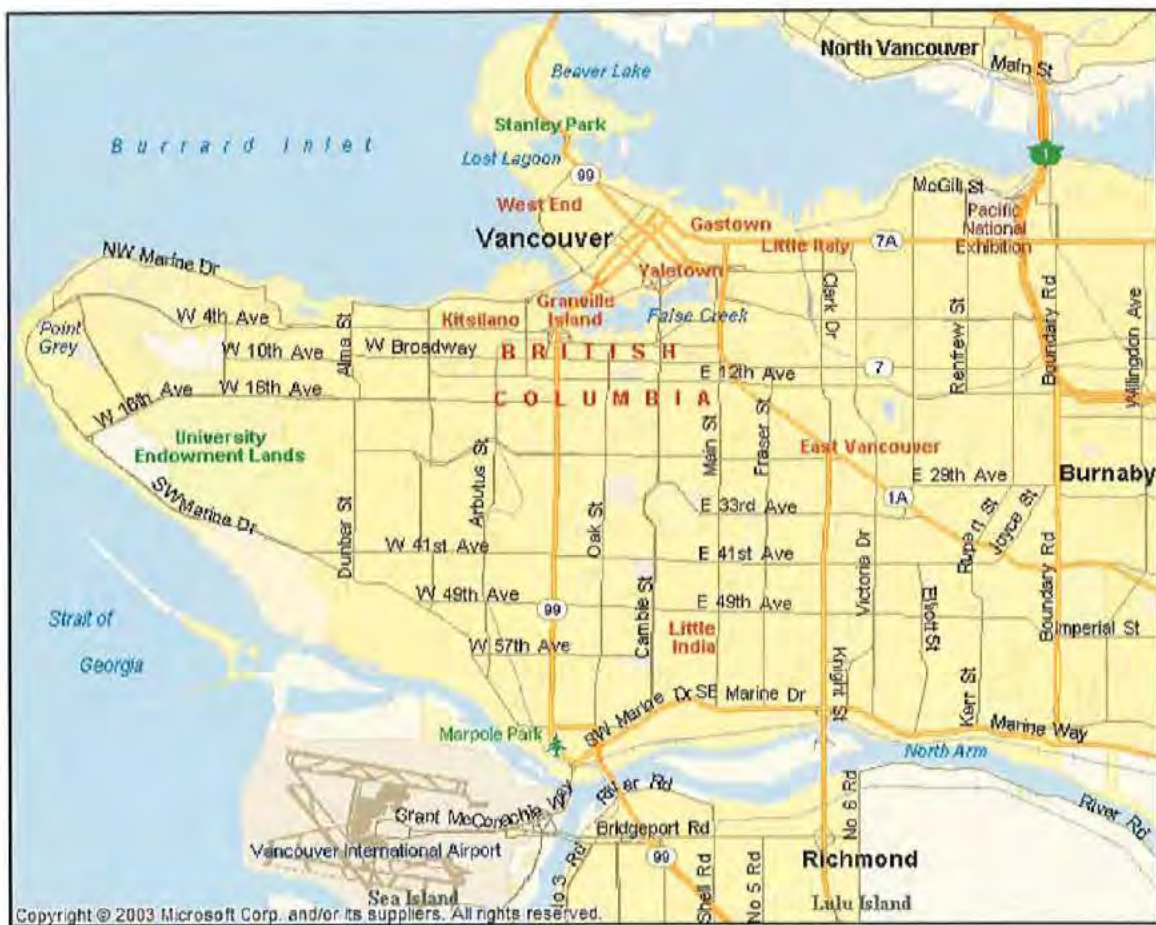 North Vancouver
Main St
Beaver Lake
Stanley Park
Burrard Inlet
Lost Lagoon
99
1
McGill St
West End
Pacific
National
Exhibition
Gastown
Vancouver
Little Italy
7A
NW Marine Dr
Yaletown
Clark Dr
Granville
Island
False Creek
Point
Grey
W 4th Ave
Kitsilano
Alma St
Renfrew St
Boundary Rd
Willingdon Ave
W 10th Ave
W Broadway
BRITISH
COLUMBIA
E 12th Ave
7
W 16th Ave
W 16th Ave
University
Endowment Lands
Main St
Fraser St
East Vancouver
E 29th Ave
Burnaby
Arbutus St
SW Marine Dr
1A
E 33rd Ave
Rupert St
Joyce St
Dunbar St
Oak St
W 41st Ave
E 41st Ave
Victoria Dr
Boundary Rd
W 49th Ave
99
Cambie St
E 49th Ave
Elliott St
Strait of
Georgia
Little
India
Imperial St
W 57th Ave
Knight St
Kerr St
SW Marine Dr
SE Marine Dr
Marine Way
Marpole Park
North Arm
River Rd
No 6 Rd
River Rd
Grant McConachie Way
Bridgeport Rd
Vancouver International Airport
99
Richmond
No 3 Rd
Shell Rd
No 5 Rd
Sea Island
Lulu Island
Copyright © 2003 Microsoft Corp. and/or its suppliers. All rights reserved.